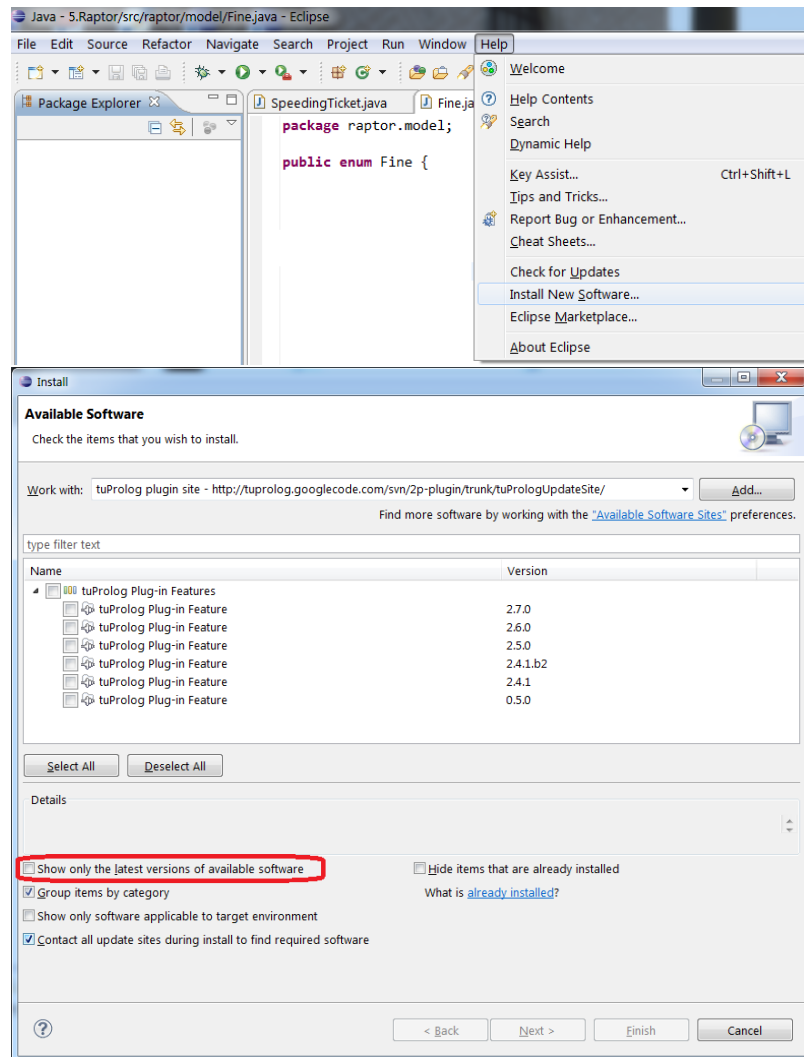 Java - 5.Raptor/src/raptor/model/Fine.java - Eclipse
File Edit Source Refactor Navigate Search Project Run Window Help
Welcome
Package Explorer SpeedingTicket.java Fine.ja
Help Contents
Search
package raptor.model;
Dynamic Help
public enum Fine {
Key Assist... Ctrl+Shift+L
Tips and Tricks...
Report Bug or Enhancement...
Cheat Sheets...
Check for Updates
Install New Software...
Eclipse Marketplace...
About Eclipse
Install
Available Software
Check the items that you wish to install.
Work with: tuProlog plugin site - http://tuprolog.googlecode.com/svn/2p-plugin/trunk/tuPrologUpdateSite/ Add...
Find more software by working with the "Available Software Sites" preferences.
type filter text
Name Version
tuProlog Plug-in Features
tuProlog Plug-in Feature 2.7.0
tuProlog Plug-in Feature 2.6.0
tuProlog Plug-in Feature 2.5.0
tuProlog Plug-in Feature 2.4.1.b2
tuProlog Plug-in Feature 2.4.1
tuProlog Plug-in Feature 0.5.0
Select All Deselect All
Details
Show only the latest versions of available software Hide items that are already installed
Group items by category What is already installed?
Show only software applicable to target environment
Contact all update sites during install to find required software
< Back Next > Finish Cancel